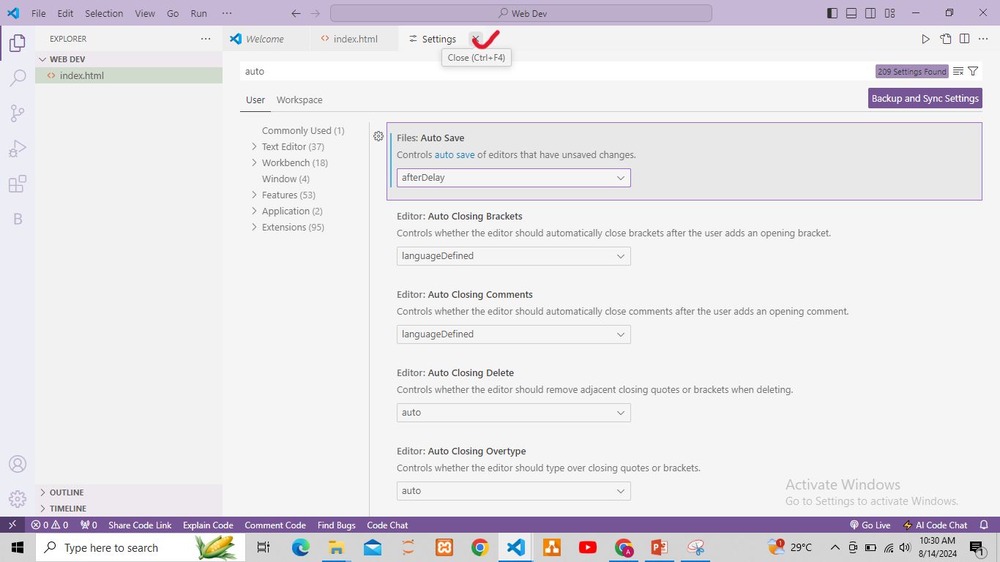 File Edit Selection View Go Run ···
Web Dev
EXPLORER
WEB DEV
index.html
OUTLINE
TIMELINE
B
Welcome
index.html
Settings
Close (Ctrl+F4)
auto
209 Settings Found
User Workspace
Backup and Sync Settings
Commonly Used (1)
Text Editor (37)
Workbench (18)
Window (4)
Features (53)
Application (2)
Extensions (95)
Files: Auto Save
Controls auto save of editors that have unsaved changes.
afterDelay
Editor: Auto Closing Brackets
Controls whether the editor should automatically close brackets after the user adds an opening bracket.
languageDefined
Editor: Auto Closing Comments
Controls whether the editor should automatically close comments after the user adds an opening comment.
languageDefined
Editor: Auto Closing Delete
Controls whether the editor should remove adjacent closing quotes or brackets when deleting.
auto
Editor: Auto Closing Overtype
Controls whether the editor should type over closing quotes or brackets.
auto
Activate Windows
Go to Settings to activate Windows.
0 0 0 Share Code Link Explain Code Comment Code Find Bugs Code Chat Go Live AI Code Chat
Type here to search
A
1
29°C
10:30 AM
8/14/2024
1